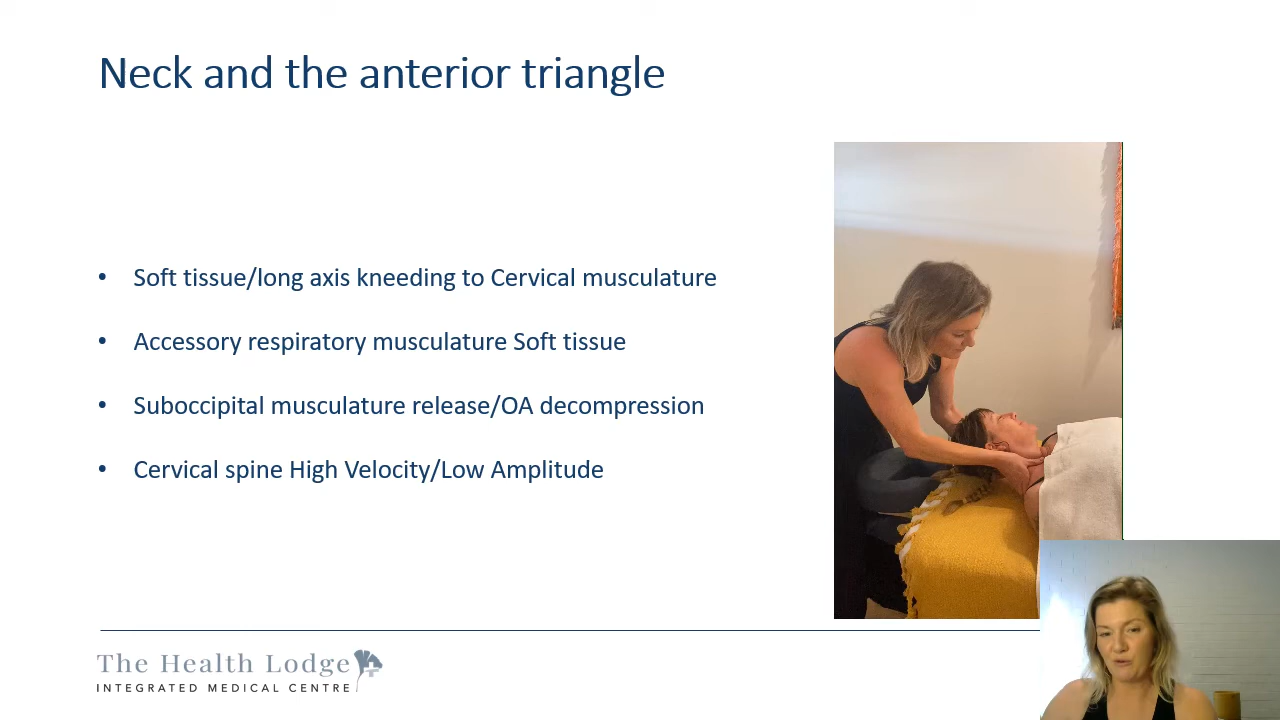 Neck and the anterior triangle
• Soft tissue/long axis kneeding to Cervical musculature
• Accessory respiratory musculature Soft tissue
• Suboccipital musculature release/OA decompression
• Cervical spine High Velocity/Low Amplitude
The Health Lodge
INTEGRATED MEDICAL CENTRE